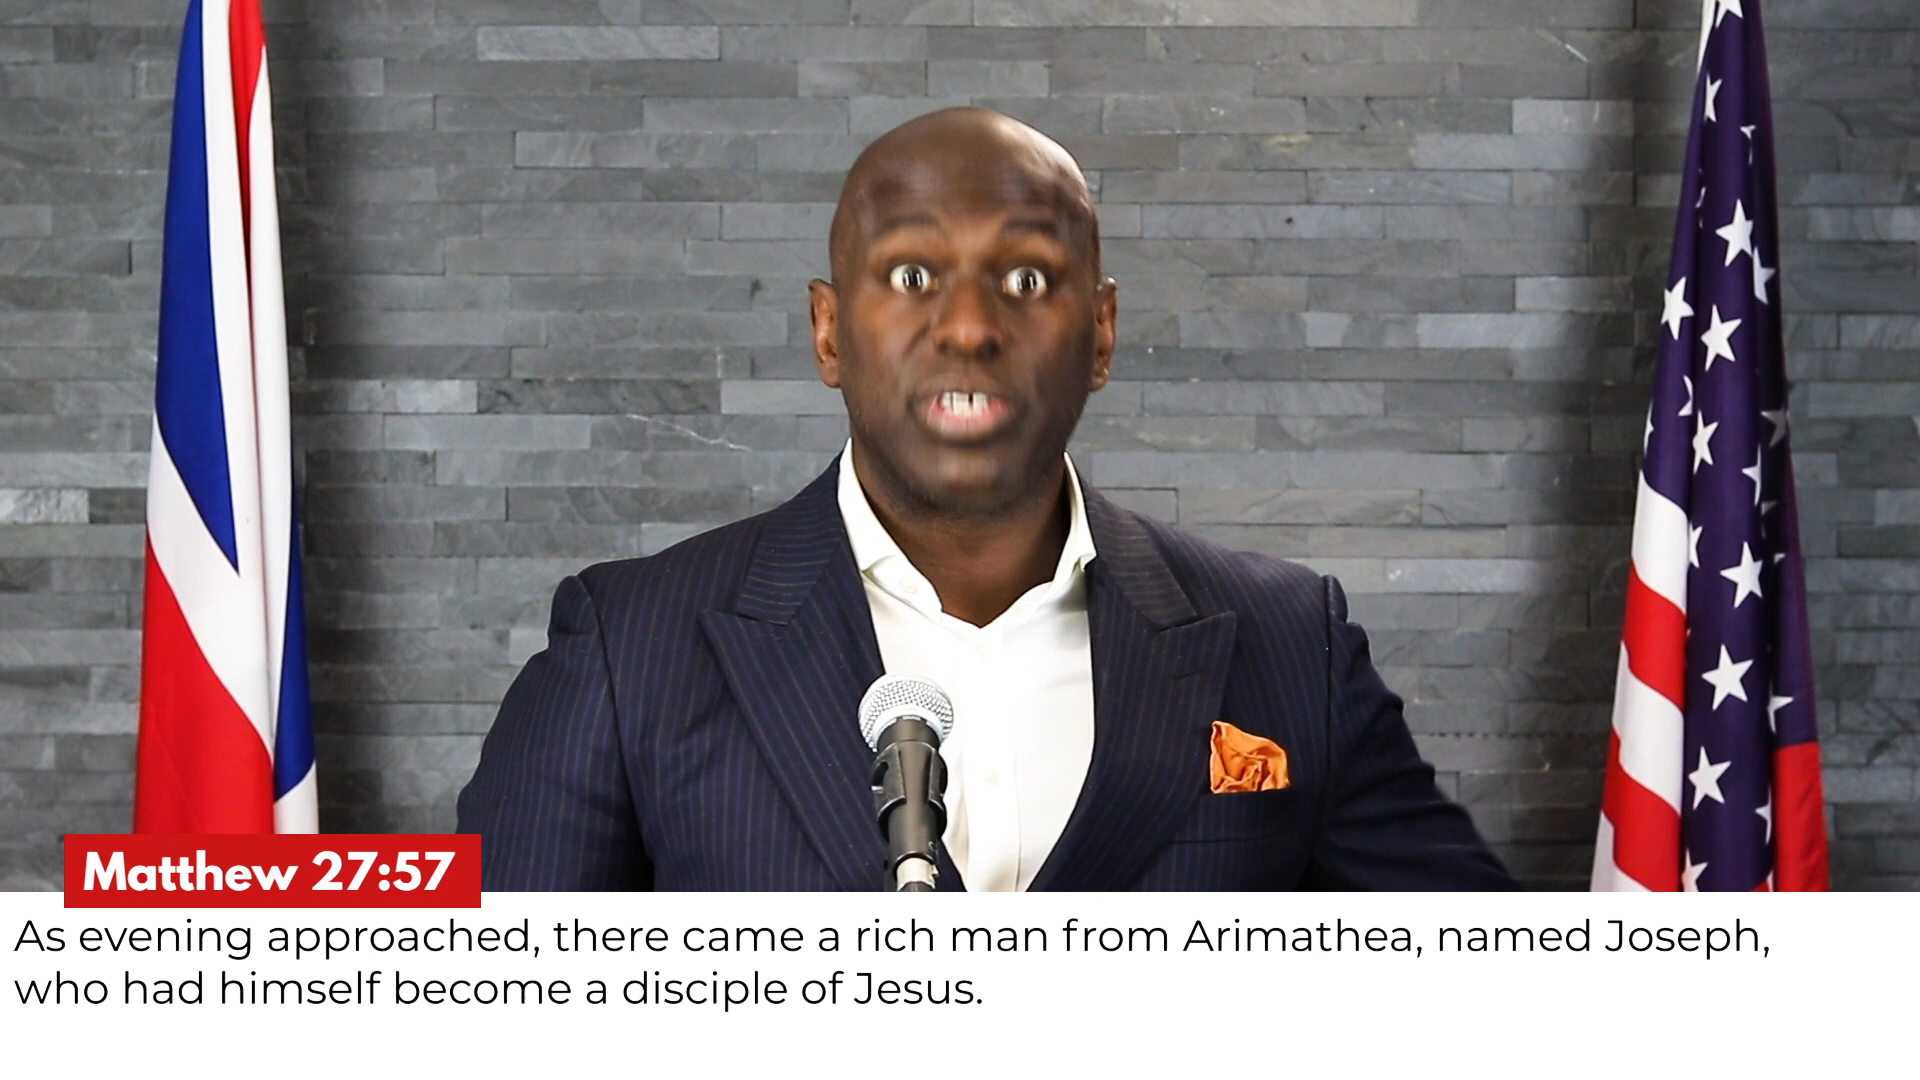 Matthew 27:57
As evening approached, there came a rich man from Arimathea, named Joseph,
who had himself become a disciple of Jesus.